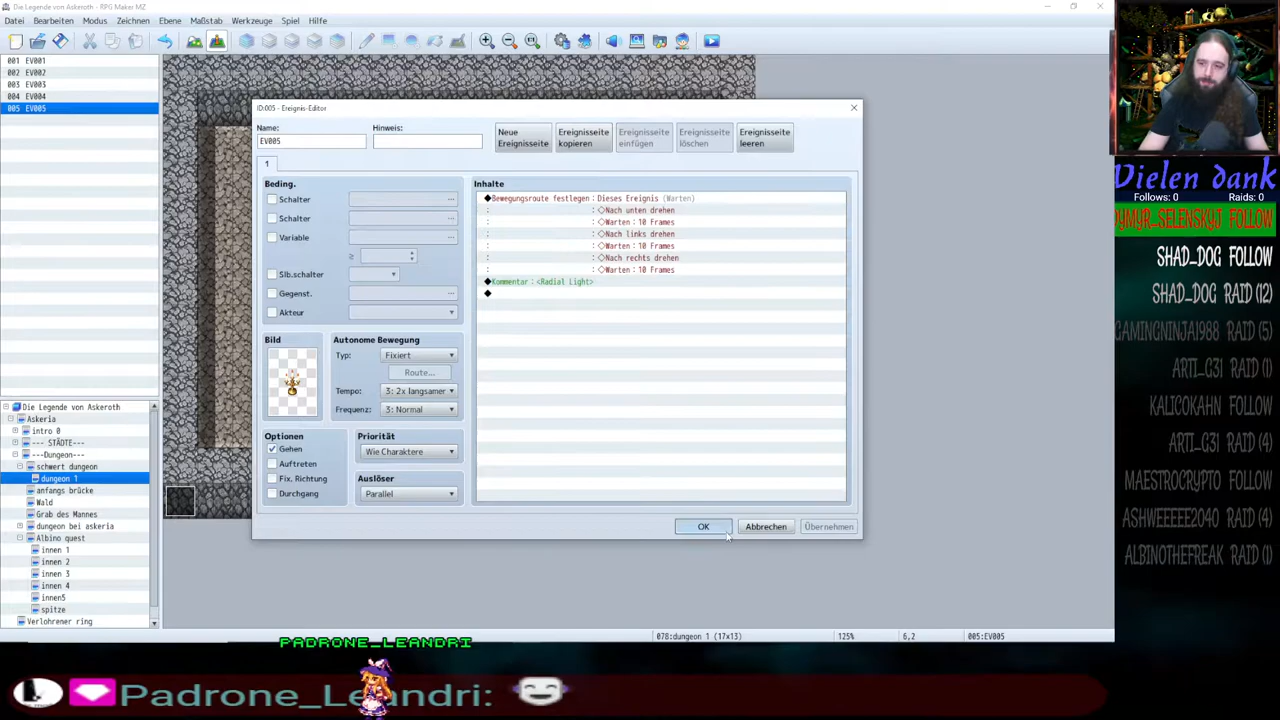 Die Legende von Askeroth - RPG Maker MZ
Datei Bearbeiten Modus Zeichnen Ebene Maßstab Werkzeuge Spiel Hilfe
001 EV001
002 EV002
003 EV003
004 EV004
005 EV005
ID:005 - Ereignis-Editor
Name:
Hinweis:
EV005
Neue Ereignisseite
Ereignisseite kopieren
Ereignisseite einfügen
Ereignisseite löschen
Ereignisseite leeren
1
Beding.
Schalter
Schalter
Variable
≥
Slb.schalter
Gegenst.
Akteur
Inhalte
◆Bewegungsroute festlegen：Dieses Ereignis (Warten)
：　：◇Nach unten drehen
：　：◇Warten：10 Frames
：　：◇Nach links drehen
：　：◇Warten：10 Frames
：　：◇Nach rechts drehen
：　：◇Warten：10 Frames
◆Kommentar：<Radial Light>
◆
Bild
Autonome Bewegung
Typ: Fixiert
Route...
Tempo: 3: 2x langsamer
Frequenz: 3: Normal
Optionen
Gehen
Auftreten
Fix. Richtung
Durchgang
Priorität
Wie Charaktere
Auslöser
Parallel
OK Abbrechen Übernehmen
Die Legende von Askeroth
Askeria
intro 0
--- STÄDTE---
---Dungeon---
schwert dungeon
dungeon 1
anfangs brücke
Wald
Grab des Mannes
dungeon bei askeria
Albino quest
innen 1
innen 2
innen 3
innen 4
innen5
spitze
Verlohrener ring
078:dungeon 1 (17x13) 125% 6,2 005:EV005
Vielen dank
Follows: 0 Raids: 0
DYMYR_SELENSKYJ FOLLOW
SHAD_DOG FOLLOW
SHAD_DOG RAID (12)
GAMINGNINJA1988 RAID (5)
ARTI_G31 RAID (4)
KALICOKAHN FOLLOW
ARTI_G31 RAID (4)
MAESTROCRYPTO FOLLOW
ASHWEEEEE2040 RAID (4)
ALBINOTHEFREAK RAID (1)
PADRONE_LEANDRI
Padrone_Leandri: